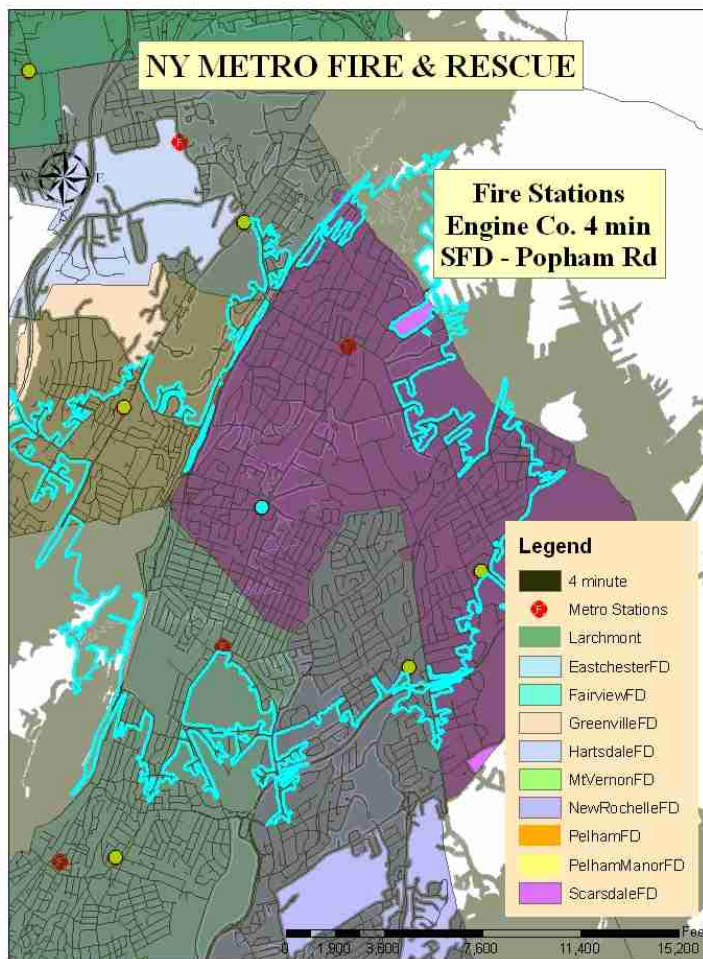 NY METRO FIRE & RESCUE
Fire Stations
Engine Co. 4 min
SFD - Popham Rd
Legend
4 minute
F Metro Stations
Larchmont
EastchesterFD
FairviewFD
GreenvilleFD
HartsdaleFD
MtVernonFD
NewRochelleFD
PelhamFD
PelhamManorFD
ScarsdaleFD
0 1,900 3,800 7,600 11,400 15,200